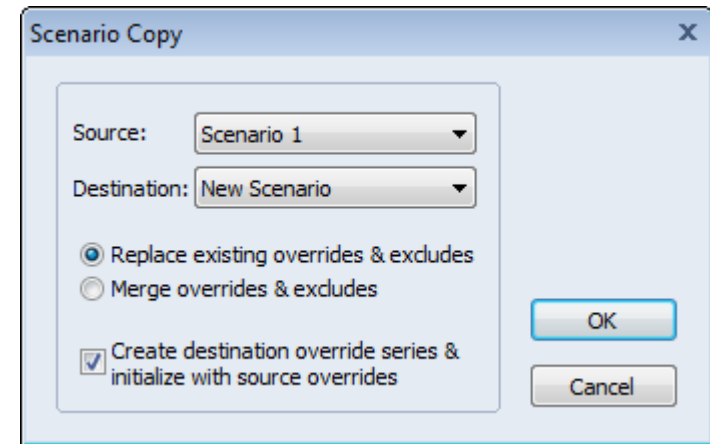 Scenario Copy
Source: Scenario 1
Destination: New Scenario
Replace existing overrides & excludes
Merge overrides & excludes
Create destination override series &
initialize with source overrides
OK
Cancel